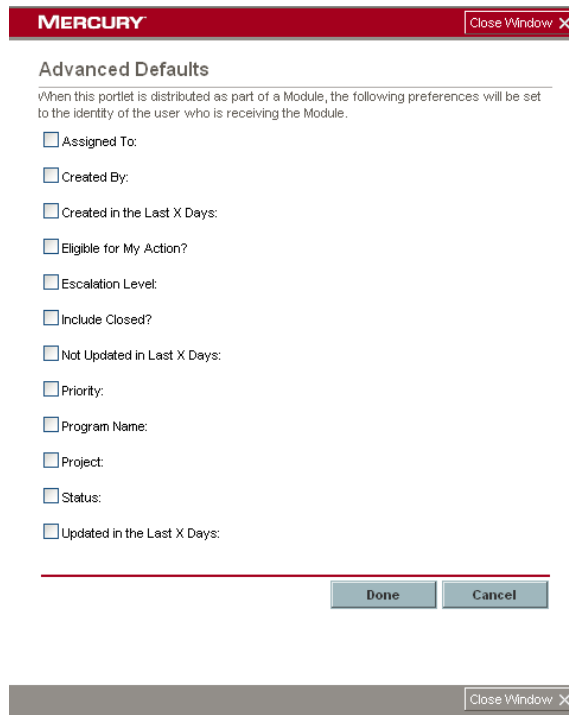 MERCURY™
Close Window X
Advanced Defaults
When this portlet is distributed as part of a Module, the following preferences will be set
to the identity of the user who is receiving the Module.
Assigned To:
Created By:
Created in the Last X Days:
Eligible for My Action?
Escalation Level:
Include Closed?
Not Updated in Last X Days:
Priority:
Program Name:
Project:
Status:
Updated in the Last X Days:
Done Cancel
Close Window X